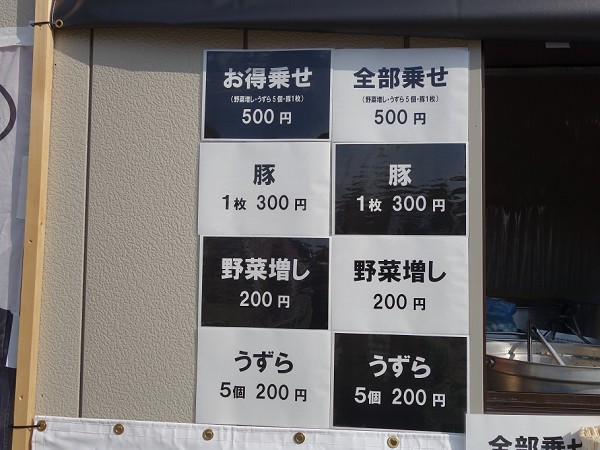 お得乗せ
(野菜増し・うずら5個・豚1枚)
500円
全部乗せ
(野菜増し・うずら5個・豚1枚)
500円
豚
1枚 300円
豚
1枚 300円
野菜増し
200円
野菜増し
200円
うずら
5個 200円
うずら
5個 200円
全部乗せ